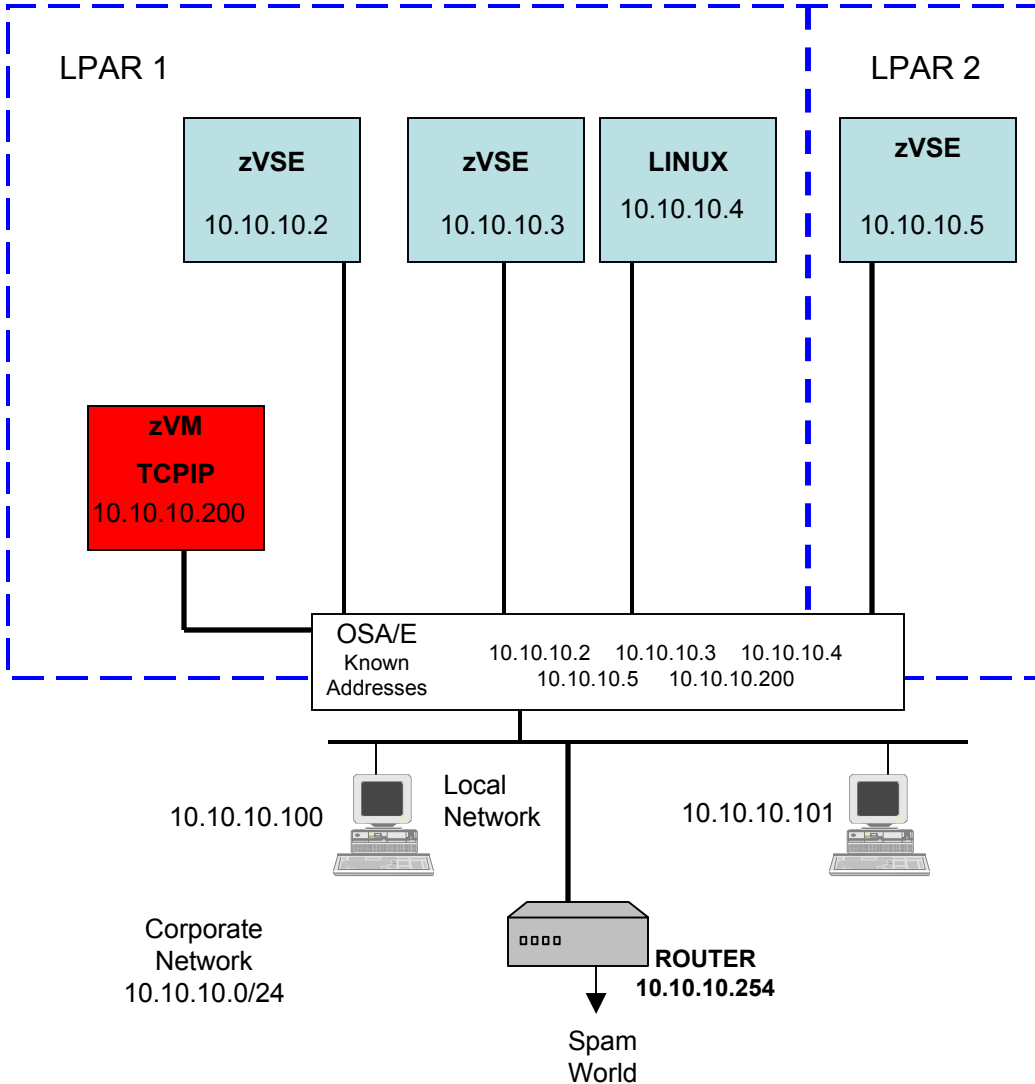 LPAR 1
LPAR 2
zVSE
10.10.10.2
zVSE
10.10.10.3
LINUX
10.10.10.4
zVSE
10.10.10.5
zVM
TCPIP
10.10.10.200
OSA/E
Known
Addresses
10.10.10.2 10.10.10.3 10.10.10.4
10.10.10.5 10.10.10.200
10.10.10.100
Local
Network
10.10.10.101
Corporate
Network
10.10.10.0/24
ROUTER
10.10.10.254
Spam
World